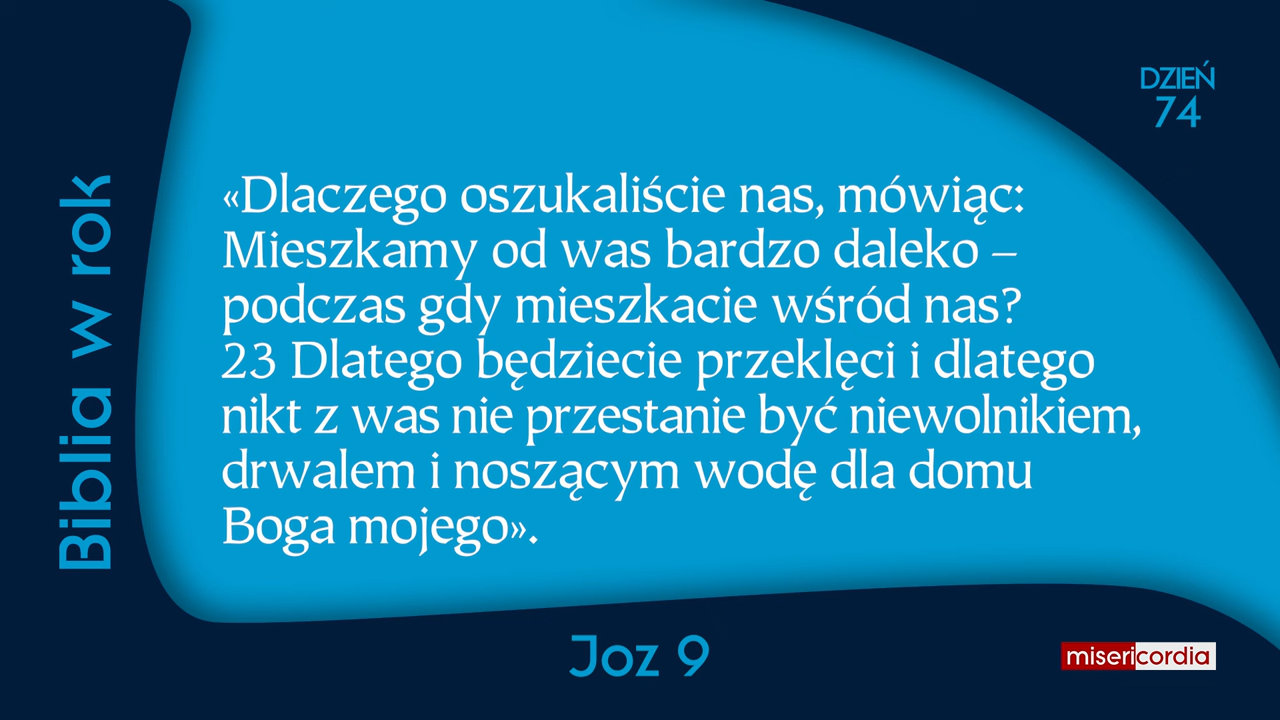 DZIEŃ
74
Biblia w rok
«Dlaczego oszukaliście nas, mówiąc:
Mieszkamy od was bardzo daleko –
podczas gdy mieszkacie wśród nas?
23 Dlatego będziecie przeklęci i dlatego
nikt z was nie przestanie być niewolnikiem,
drwalem i noszącym wodę dla domu
Boga mojego».
Joz 9
misericordia